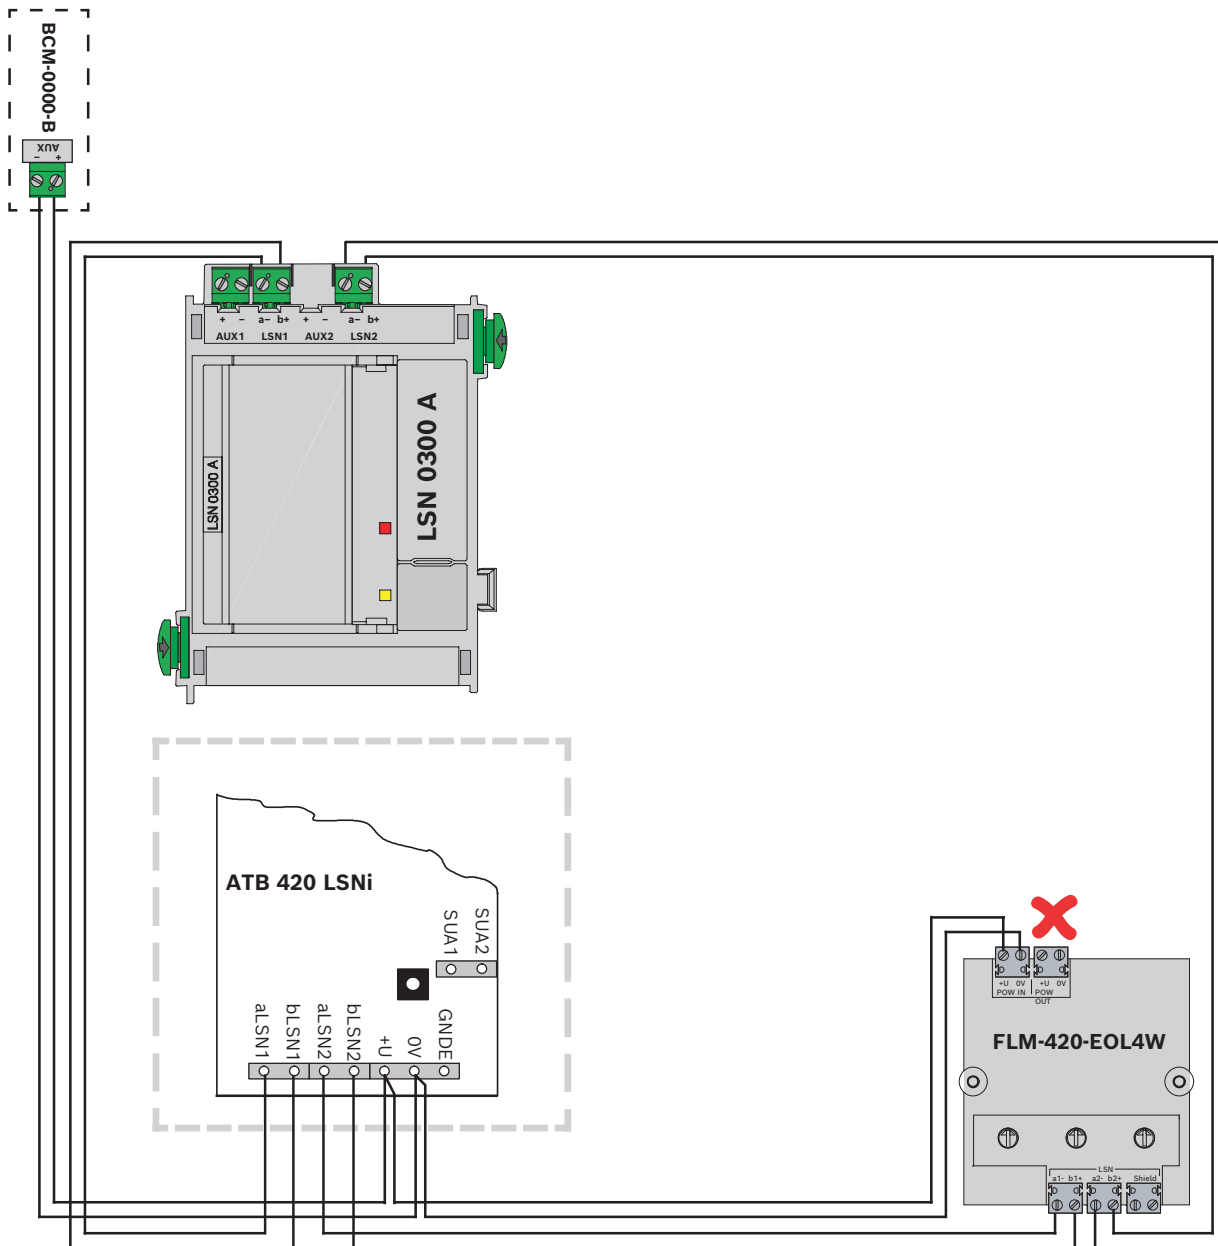 BCM-0000-B
AUX
- +
+ - a- b+ + - a- b+
AUX1 LSN1 AUX2 LSN2
LSN 0300 A
LSN 0300 A
ATB 420 LSNi
SUA1 SUA2
aLSN1 bLSN1 aLSN2 bLSN2 +U 0V GNDE
+U 0V +U 0V
POW IN POW
OUT
FLM-420-EOL4W
LSN
a1- b1+ a2- b2+ Shield